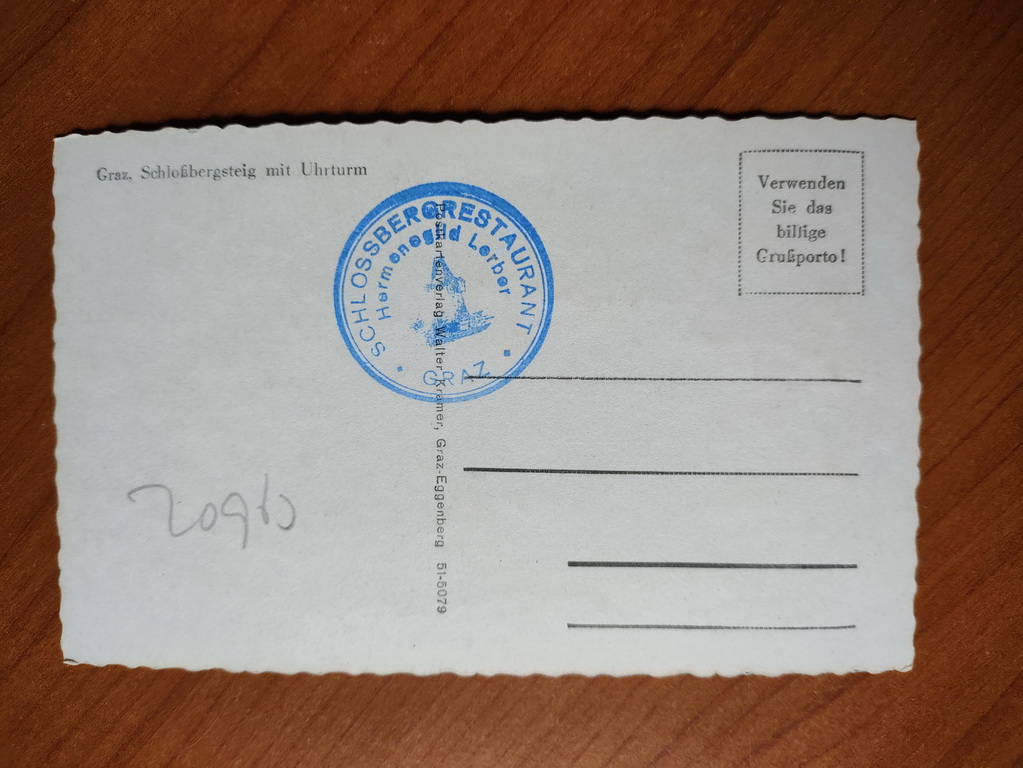 Graz, Schloßbergsteig mit Uhrturm
Verwenden
Sie das
billige
Grußporto!
SCHLOSSBERGRESTAURANT
Hermenegild Lerber
GRAZ
Postkartenverlag Walter Kramer, Graz-Eggenberg 51-5079